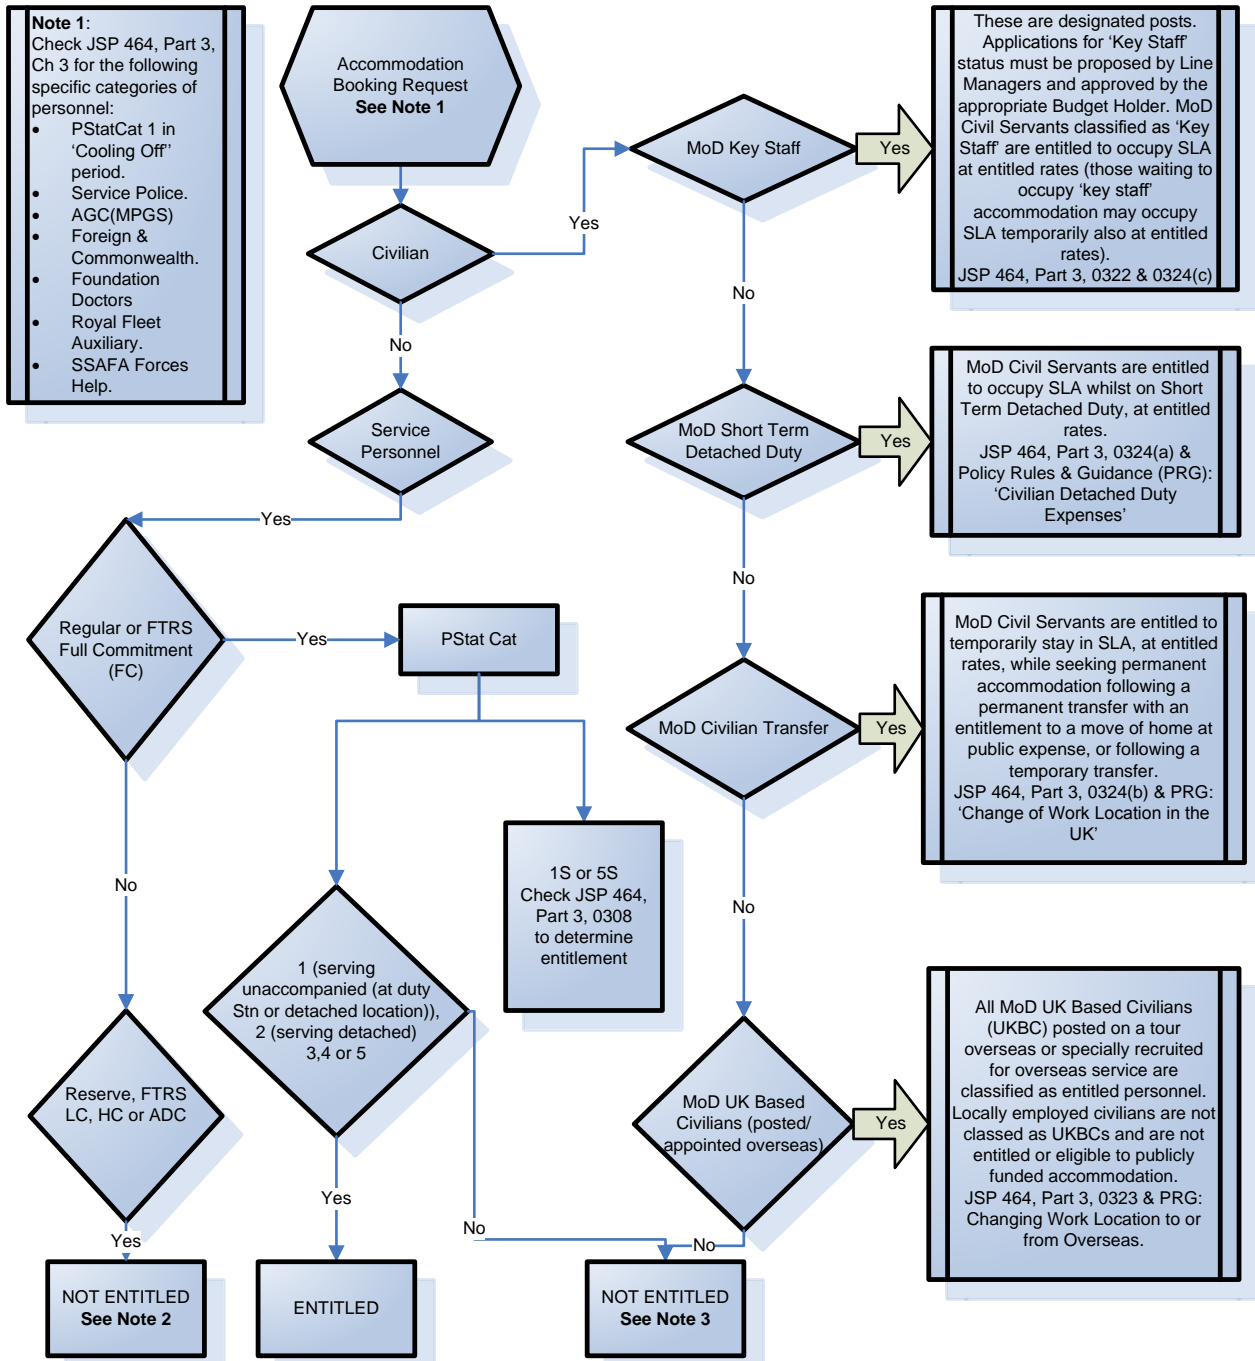 Note 1:
Check JSP 464, Part 3,
Ch 3 for the following
specific categories of
personnel:
• PStatCat 1 in
‘Cooling Off’’
period.
• Service Police.
• AGC(MPGS)
• Foreign &
Commonwealth.
• Foundation
Doctors
• Royal Fleet
Auxiliary.
• SSAFA Forces
Help.
Accommodation
Booking Request
See Note 1
Civilian
Yes
No
Service
Personnel
Yes
Regular or FTRS
Full Commitment
(FC)
Yes
PStat Cat
No
1S or 5S
Check JSP 464,
Part 3, 0308
to determine
entitlement
1 (serving
unaccompanied (at duty
Stn or detached location)),
2 (serving detached)
3,4 or 5
Reserve, FTRS
LC, HC or ADC
Yes
Yes
No
NOT ENTITLED
See Note 2
ENTITLED
NOT ENTITLED
See Note 3
MoD Key Staff
Yes
These are designated posts.
Applications for ‘Key Staff’
status must be proposed by Line
Managers and approved by the
appropriate Budget Holder. MoD
Civil Servants classified as ‘Key
Staff’ are entitled to occupy SLA
at entitled rates (those waiting to
occupy ‘key staff’
accommodation may occupy
SLA temporarily also at entitled
rates).
JSP 464, Part 3, 0322 & 0324(c)
No
MoD Short Term
Detached Duty
Yes
MoD Civil Servants are entitled
to occupy SLA whilst on Short
Term Detached Duty, at entitled
rates.
JSP 464, Part 3, 0324(a) &
Policy Rules & Guidance (PRG):
‘Civilian Detached Duty
Expenses’
No
MoD Civilian Transfer
Yes
MoD Civil Servants are entitled to
temporarily stay in SLA, at entitled
rates, while seeking permanent
accommodation following a
permanent transfer with an
entitlement to a move of home at
public expense, or following a
temporary transfer.
JSP 464, Part 3, 0324(b) & PRG:
‘Change of Work Location in the
UK’
No
MoD UK Based
Civilians (posted/
appointed overseas)
Yes
All MoD UK Based Civilians
(UKBC) posted on a tour
overseas or specially recruited
for overseas service are
classified as entitled personnel.
Locally employed civilians are not
classed as UKBCs and are not
entitled or eligible to publicly
funded accommodation.
JSP 464, Part 3, 0323 & PRG:
Changing Work Location to or
from Overseas.
No